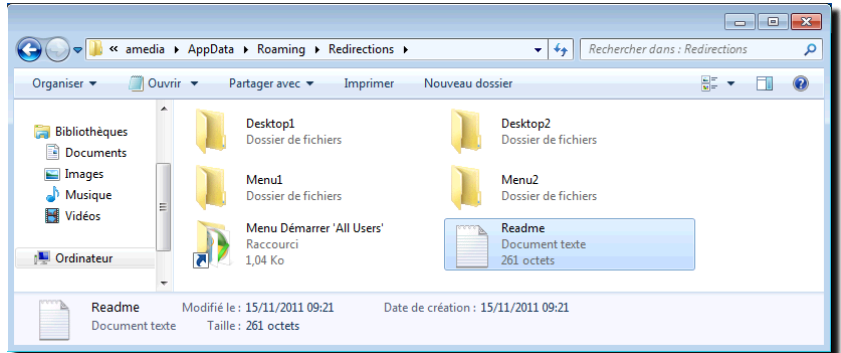 « amedia ▸ AppData ▸ Roaming ▸ Redirections ▸ Rechercher dans : Redirections
Organiser Ouvrir Partager avec Imprimer Nouveau dossier
Bibliothèques
Documents
Images
Musique
Vidéos
Ordinateur
Desktop1
Dossier de fichiers
Desktop2
Dossier de fichiers
Menu1
Dossier de fichiers
Menu2
Dossier de fichiers
Menu Démarrer 'All Users'
Raccourci
1,04 Ko
Readme
Document texte
261 octets
Readme Modifié le : 15/11/2011 09:21 Date de création : 15/11/2011 09:21
Document texte Taille : 261 octets